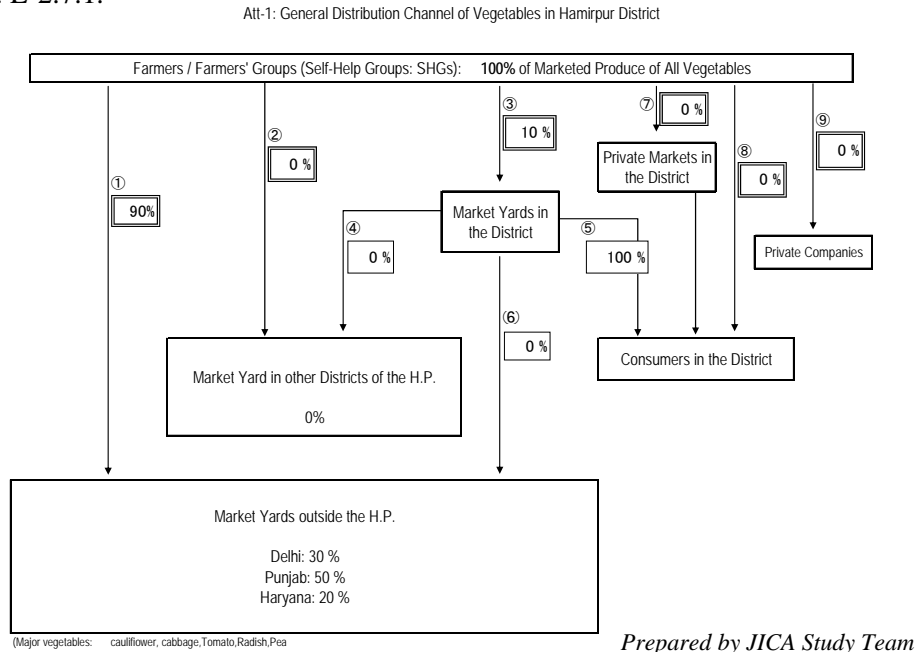 E-2.7.1.
Att-1: General Distribution Channel of Vegetables in Hamirpur District
Farmers / Farmers' Groups (Self-Help Groups: SHGs): 100% of Marketed Produce of All Vegetables
① 90%
② 0 %
③ 10 %
⑦ 0 %
⑧ 0 %
⑨ 0 %
Private Markets in
the District
Market Yards in
the District
④ 0 %
⑤ 100 %
Private Companies
⑥ 0 %
Market Yard in other Districts of the H.P.
0%
Consumers in the District
Market Yards outside the H.P.
Delhi: 30 %
Punjab: 50 %
Haryana: 20 %
(Major vegetables: cauliflower, cabbage,Tomato,Radish,Pea
Prepared by JICA Study Team